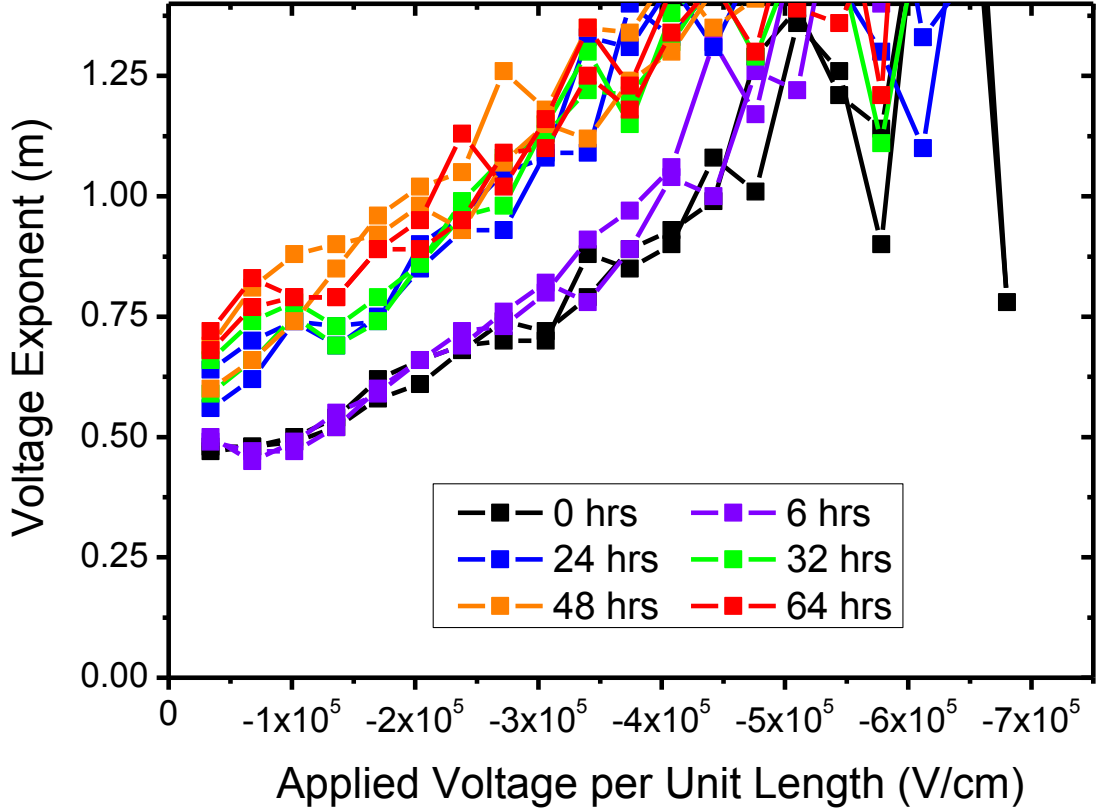 Voltage Exponent (m)
1.25
1.00
0.75
0.50
0.25
0.00
0 hrs 6 hrs
24 hrs 32 hrs
48 hrs 64 hrs
0 -1x10⁵ -2x10⁵ -3x10⁵ -4x10⁵ -5x10⁵ -6x10⁵ -7x10⁵
Applied Voltage per Unit Length (V/cm)